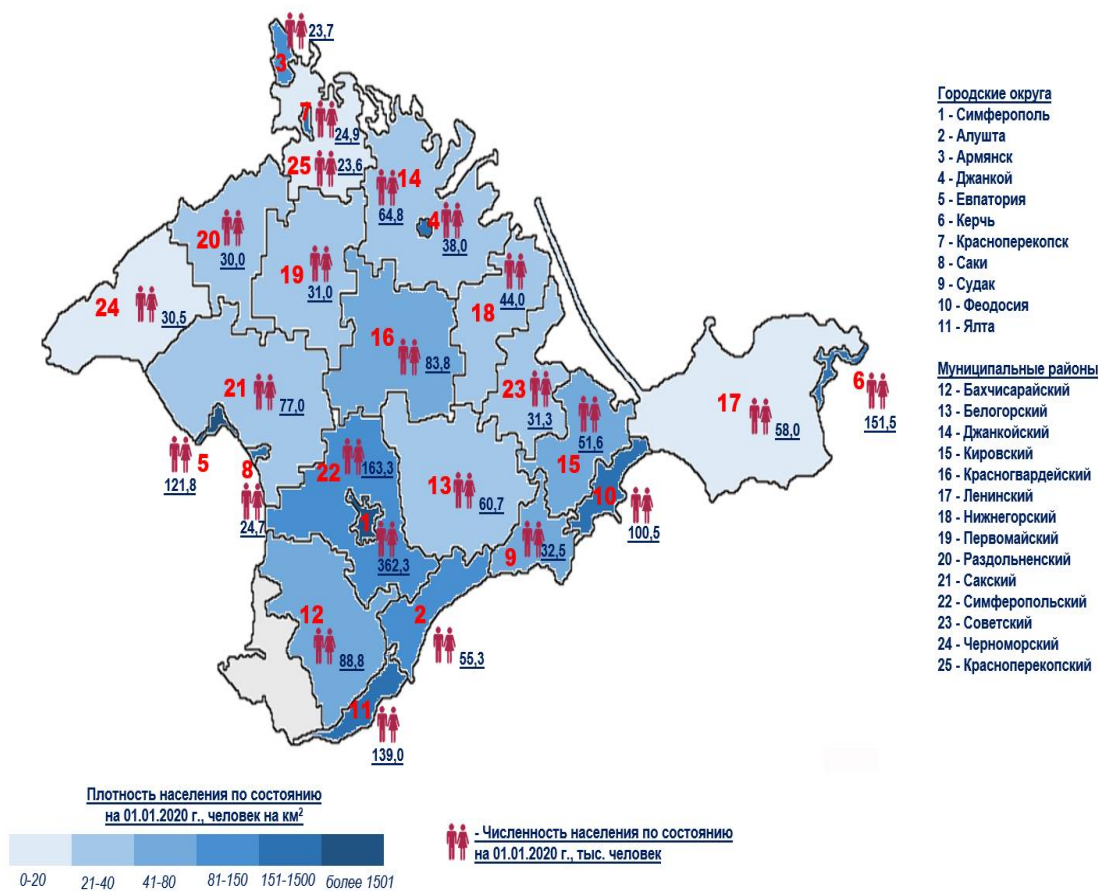 23,7
3
7
24,9
25
23,6
14
64,8
4
38,0
20
30,0
19
31,0
44,0
18
24
30,5
16
83,8
21
77,0
23
31,3
51,6
15
17
58,0
6
151,5
5
121,8
8
24,7
22
163,3
1
362,3
13
60,7
10
100,5
9
32,5
12
88,8
2
55,3
11
139,0
Городские округа
1 - Симферополь
2 - Алушта
3 - Армянск
4 - Джанкой
5 - Евпатория
6 - Керчь
7 - Красноперекопск
8 - Саки
9 - Судак
10 - Феодосия
11 - Ялта
Муниципальные районы
12 - Бахчисарайский
13 - Белогорский
14 - Джанкойский
15 - Кировский
16 - Красногвардейский
17 - Ленинский
18 - Нижнегорский
19 - Первомайский
20 - Раздольненский
21 - Сакский
22 - Симферопольский
23 - Советский
24 - Черноморский
25 - Красноперекопский
Плотность населения по состоянию
на 01.01.2020 г., человек на км²
0-20 21-40 41-80 81-150 151-1500 более 1501
- Численность населения по состоянию
на 01.01.2020 г., тыс. человек